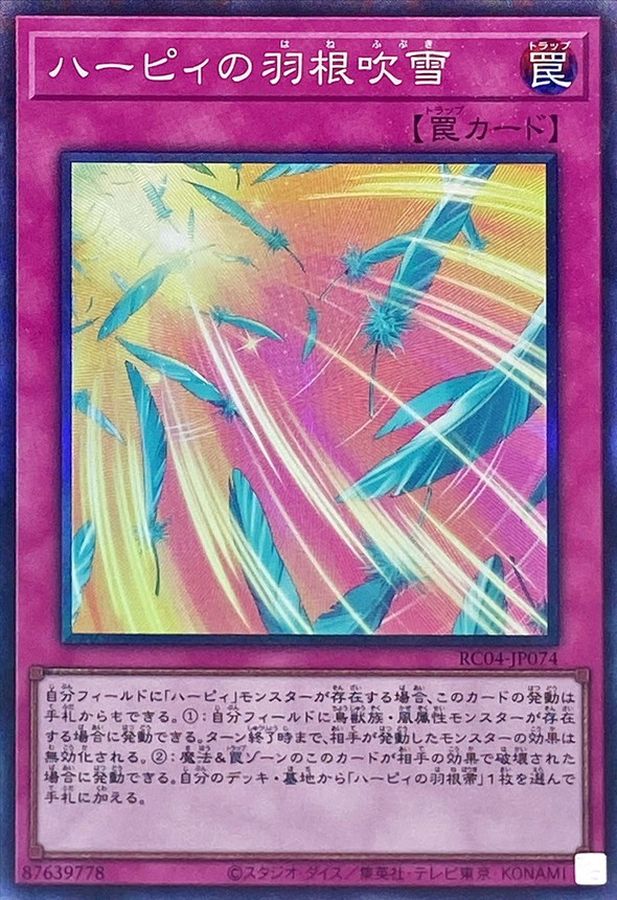 ハーピィの羽根吹雪
罠
【罠カード】
RC04-JP074
自分フィールドに「ハーピィ」モンスターが存在する場合、このカードの発動は
手札からもできる。①：自分フィールドに鳥獣族・風属性モンスターが存在
する場合に発動できる。ターン終了時まで、相手が発動したモンスターの効果は
無効化される。②：魔法&罠ゾーンのこのカードが相手の効果で破壊された
場合に発動できる。自分のデッキ・墓地から「ハーピィの羽根帚」1枚を選んで
手札に加える。
87639778
©スタジオ・ダイス／集英社・テレビ東京・KONAMI